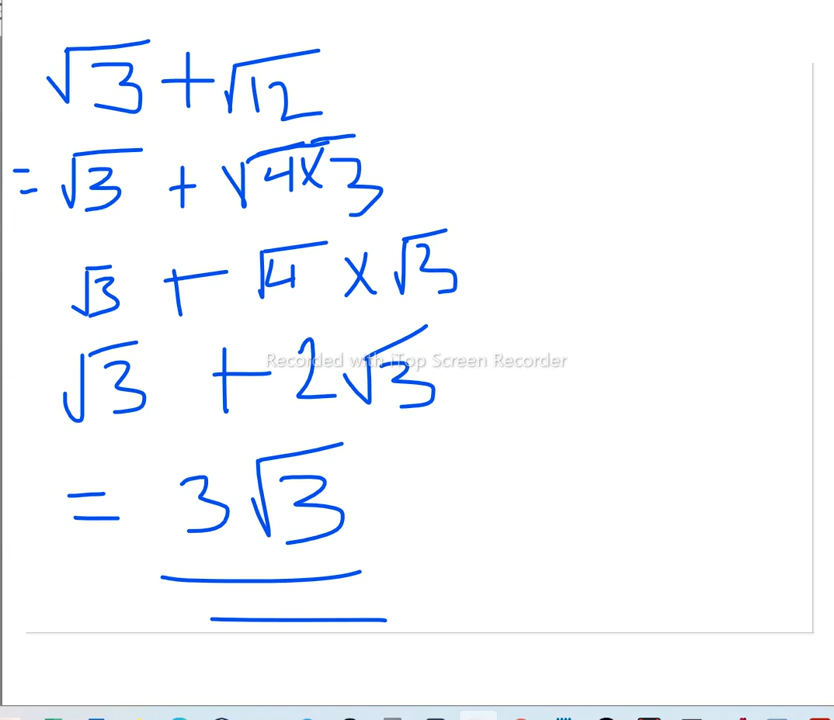 √3 + √12
= √3 + √4×3
√3 + √4 × √3
√3 + 2√3
Recorded with iTop Screen Recorder
= 3√3